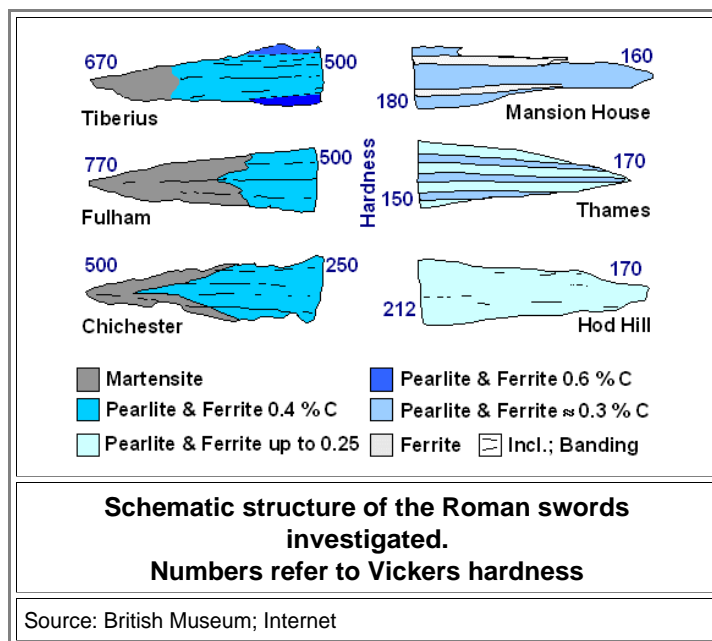 670
500
Tiberius
160
180
Mansion House
770
500
Fulham
Hardness
170
150
Thames
500
250
Chichester
170
212
Hod Hill
Martensite
Pearlite & Ferrite 0.6 % C
Pearlite & Ferrite 0.4 % C
Pearlite & Ferrite ≈ 0.3 % C
Pearlite & Ferrite up to 0.25
Ferrite
Incl.; Banding
Schematic structure of the Roman swords
investigated.
Numbers refer to Vickers hardness
Source: British Museum; Internet